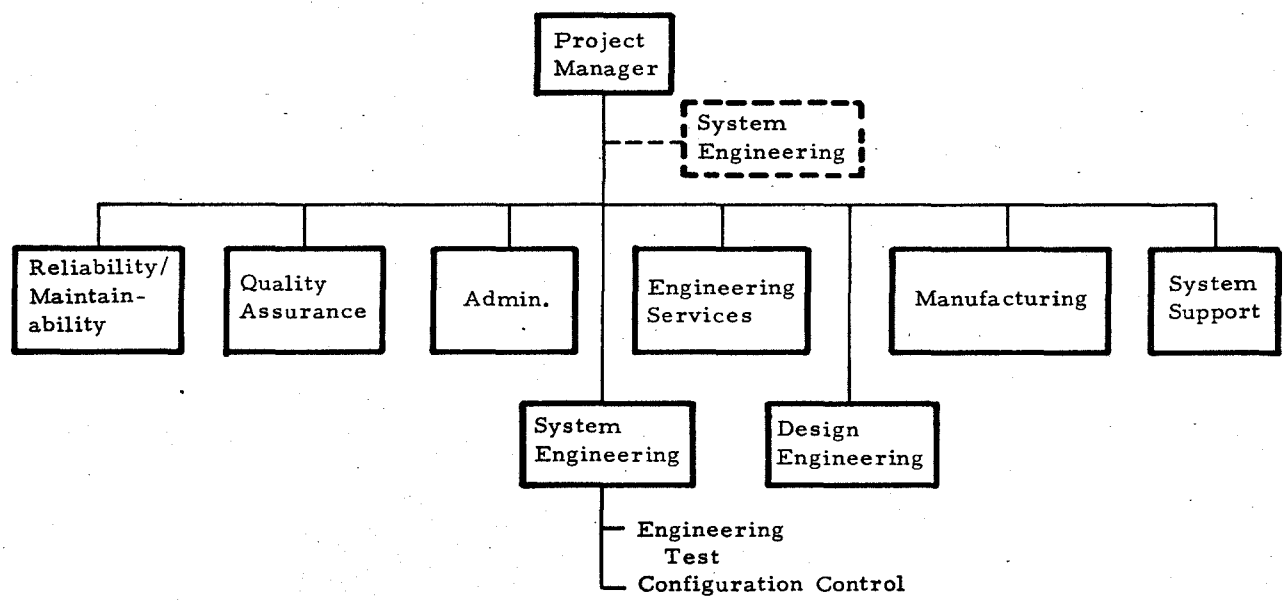 Project
Manager
System
Engineering
Reliability/
Maintain-
ability
Quality
Assurance
Admin.
Engineering
Services
Manufacturing
System
Support
System
Engineering
Design
Engineering
Engineering
Test
Configuration Control